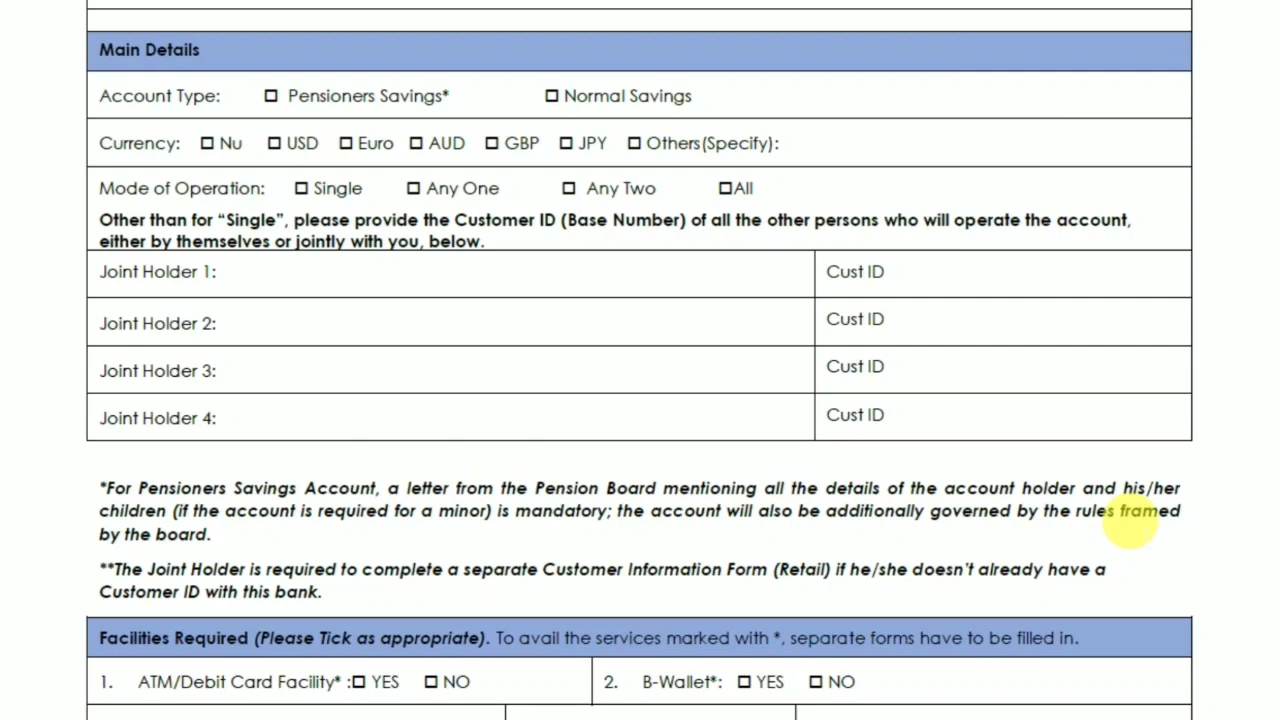 Main Details
Account Type: ☐ Pensioners Savings* ☐ Normal Savings
Currency: ☐ Nu ☐ USD ☐ Euro ☐ AUD ☐ GBP ☐ JPY ☐ Others(Specify):
Mode of Operation: ☐ Single ☐ Any One ☐ Any Two ☐All
Other than for “Single”, please provide the Customer ID (Base Number) of all the other persons who will operate the account,
either by themselves or jointly with you, below.
Joint Holder 1: Cust ID
Joint Holder 2: Cust ID
Joint Holder 3: Cust ID
Joint Holder 4: Cust ID
*For Pensioners Savings Account, a letter from the Pension Board mentioning all the details of the account holder and his/her
children (if the account is required for a minor) is mandatory; the account will also be additionally governed by the rules framed
by the board.
**The Joint Holder is required to complete a separate Customer Information Form (Retail) if he/she doesn’t already have a
Customer ID with this bank.
Facilities Required (Please Tick as appropriate). To avail the services marked with *, separate forms have to be filled in.
1. ATM/Debit Card Facility* :☐ YES ☐ NO 2. B-Wallet*: ☐ YES ☐ NO